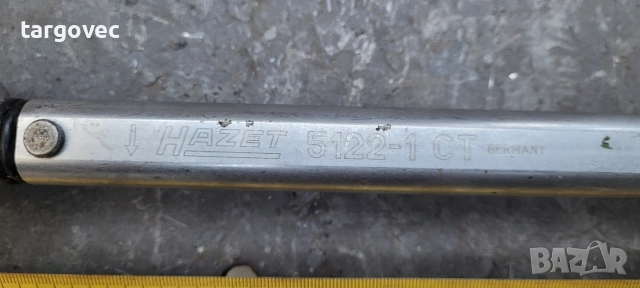 targovec
↓ HAZET 5122-1 CT GERMANY
BAZAR